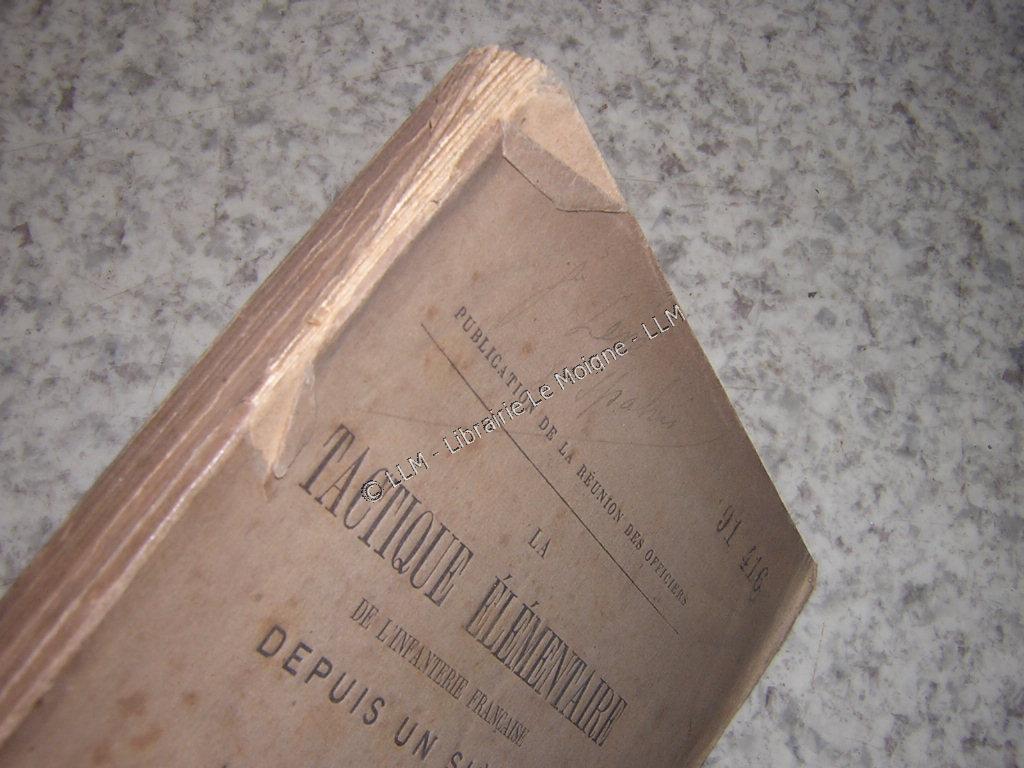 PUBLICATION DE LA RÉUNION DES OFFICIERS
91 416
LA
TACTIQUE ÉLÉMENTAIRE
DE L'INFANTERIE FRANÇAISE
DEPUIS UN
© LLM - Librairie Le Moigne - LLM